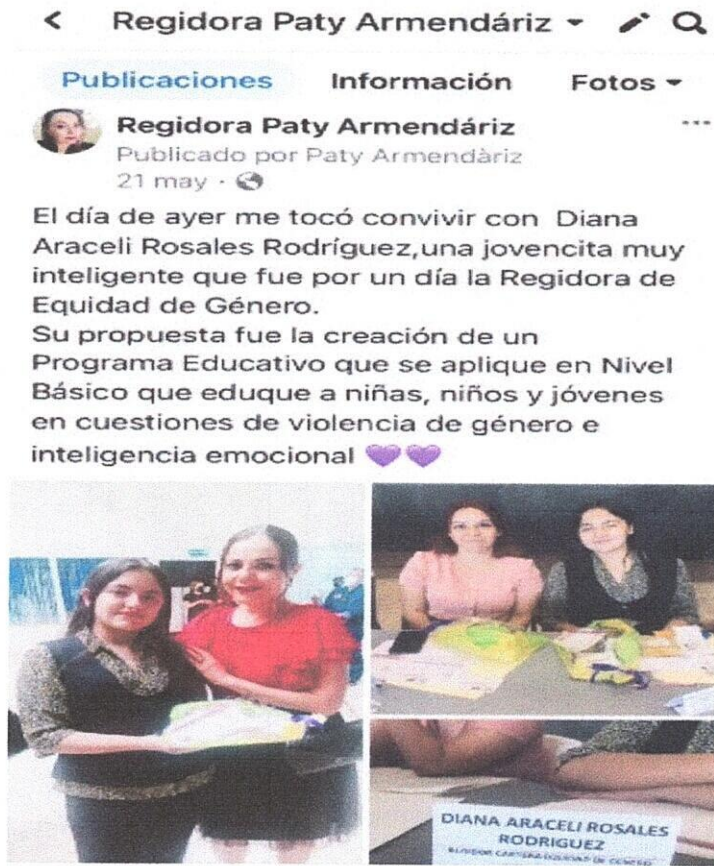 Regidora Paty Armendáriz
Publicaciones Información Fotos
Regidora Paty Armendáriz
Publicado por Paty Armendàriz
21 may ·
El día de ayer me tocó convivir con Diana
Araceli Rosales Rodríguez,una jovencita muy
inteligente que fue por un día la Regidora de
Equidad de Género.
Su propuesta fue la creación de un
Programa Educativo que se aplique en Nivel
Básico que eduque a niñas, niños y jóvenes
en cuestiones de violencia de género e
inteligencia emocional 💜💜
DIANA ARACELI ROSALES
RODRIGUEZ